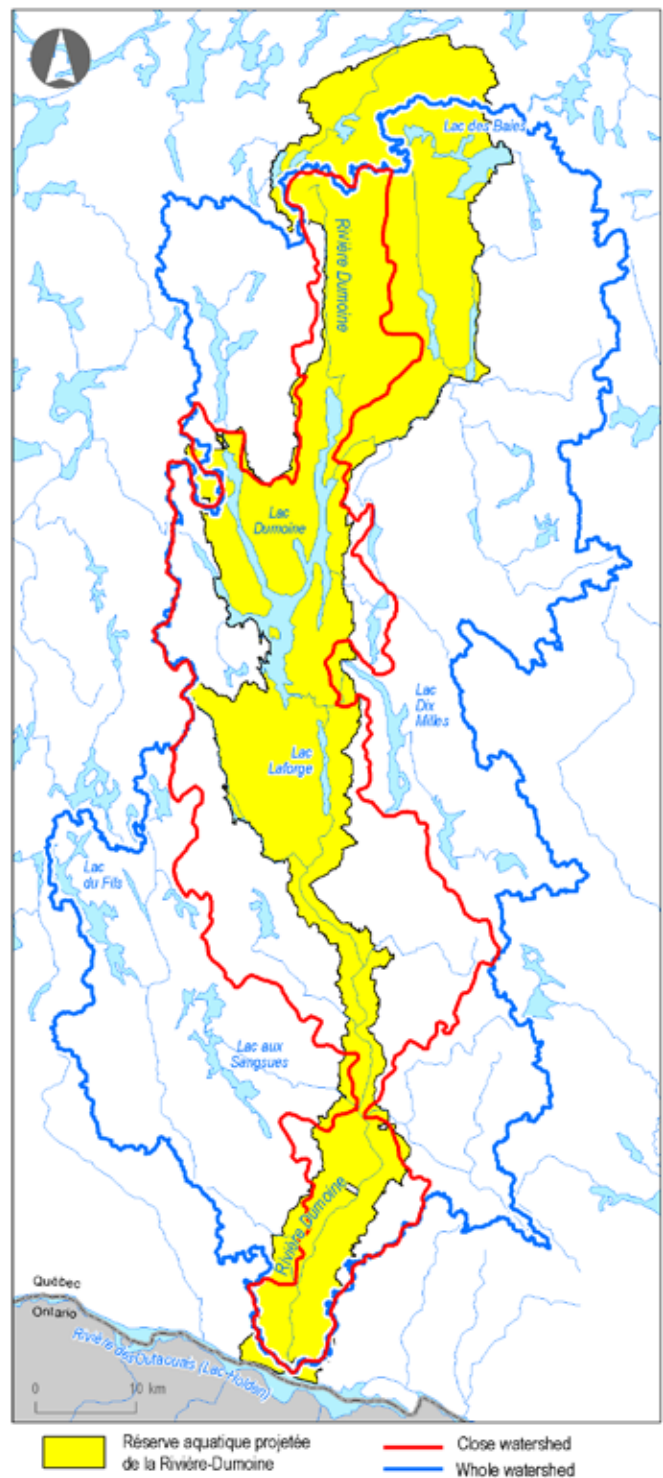 Lac des Baies
Rivière Dumoine
Lac
Dumoine
Lac
Dix
Milles
Lac
Laforge
Lac
du Fils
Lac aux
Sangsues
Rivière Dumoine
Québec
Ontario
Rivière des Outaouais (Lac-Holden)
0 10 km
Réserve aquatique projetée
de la Rivière-Dumoine
Close watershed
Whole watershed